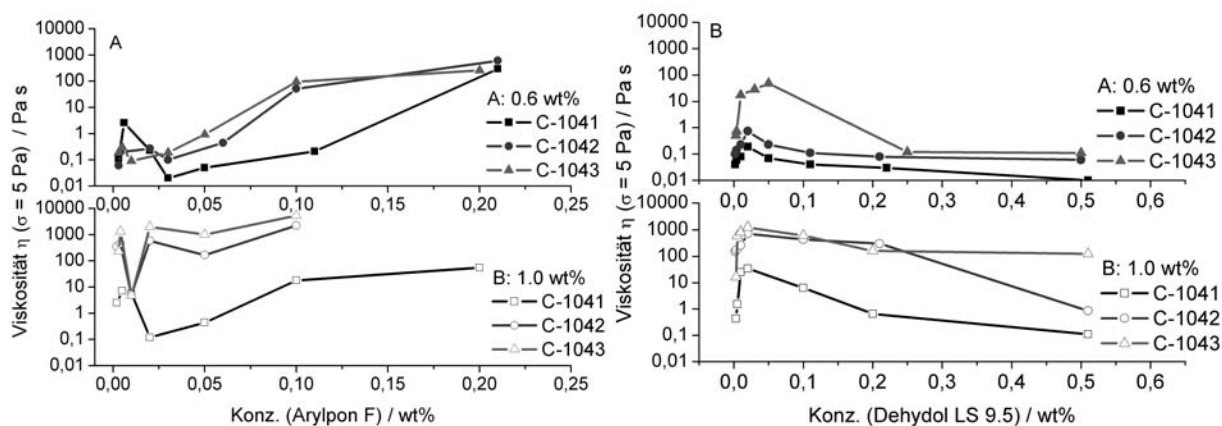 A
Viskosität η (σ = 5 Pa) / Pa s
10000
1000
100
10
1
0,1
0,01
A: 0.6 wt%
C-1041
C-1042
C-1043
0,00 0,05 0,10 0,15 0,20 0,25
10000
1000
100
10
1
0,1
0,01
B: 1.0 wt%
C-1041
C-1042
C-1043
0,00 0,05 0,10 0,15 0,20 0,25
Konz. (Arylpon F) / wt%
B
Viskosität η (σ = 5 Pa) / Pa s
10000
1000
100
10
1
0,1
0,01
A: 0.6 wt%
C-1041
C-1042
C-1043
0,0 0,1 0,2 0,3 0,4 0,5 0,6
10000
1000
100
10
1
0,1
0,01
B: 1.0 wt%
C-1041
C-1042
C-1043
0,0 0,1 0,2 0,3 0,4 0,5 0,6
Konz. (Dehydol LS 9.5) / wt%